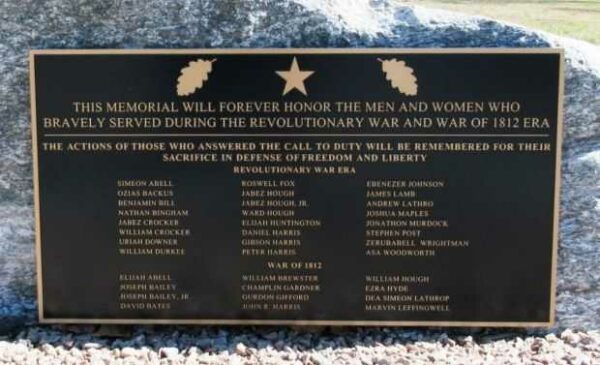 THIS MEMORIAL WILL FOREVER HONOR THE MEN AND WOMEN WHO
BRAVELY SERVED DURING THE REVOLUTIONARY WAR AND WAR OF 1812 ERA
THE ACTIONS OF THOSE WHO ANSWERED THE CALL TO DUTY WILL BE REMEMBERED FOR THEIR
SACRIFICE IN DEFENSE OF FREEDOM AND LIBERTY
REVOLUTIONARY WAR ERA
SIMEON ABELL ROSWELL FOX EBENEZER JOHNSON
OZIAS BACKUS JABEZ HOUGH JAMES LAMB
BENJAMIN BILL JABEZ HOUGH, JR. ANDREW LATHRO
NATHAN BINGHAM WARD HOUGH JOSHUA MAPLES
JABEZ CROCKER ELIJAH HUNTINGTON JONATHON MURDOCK
WILLIAM CROCKER DANIEL HARRIS STEPHEN POST
URIAH DOWNER GIBSON HARRIS ZERUBABELL WRIGHTMAN
WILLIAM DURKEE PETER HARRIS ASA WOODWORTH
WAR OF 1812
ELIJAH ABELL WILLIAM BREWSTER WILLIAM HOUGH
JOSEPH BAILEY CHAMPLIN GARDNER EZRA HYDE
JOSEPH BAILEY, JR. GURDON GIFFORD DEA SIMEON LATHROP
DAVID BATES JOHN R. HARRIS MARVIN LEFFINGWELL